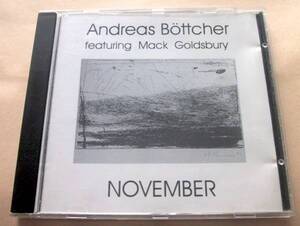 Andreas Böttcher
featuring Mack Goldsbury
NOVEMBER